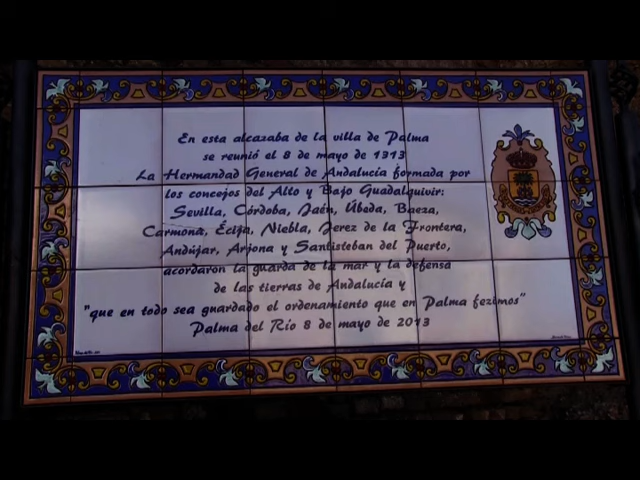 En esta alcazaba de la villa de Palma
se reunió el 8 de mayo de 1313
La Hermandad General de Andalucía formada por
los concejos del Alto y Bajo Guadalquivir:
Sevilla, Córdoba, Jaén, Úbeda, Baeza,
Carmona, Écija, Niebla, Jerez de la Frontera,
Andújar, Arjona y Santisteban del Puerto,
acordaron la guarda de la mar y la defensa
de las tierras de Andalucía y
"que en todo sea guardado el ordenamiento que en Palma fezimos"
Palma del Río 8 de mayo de 2013